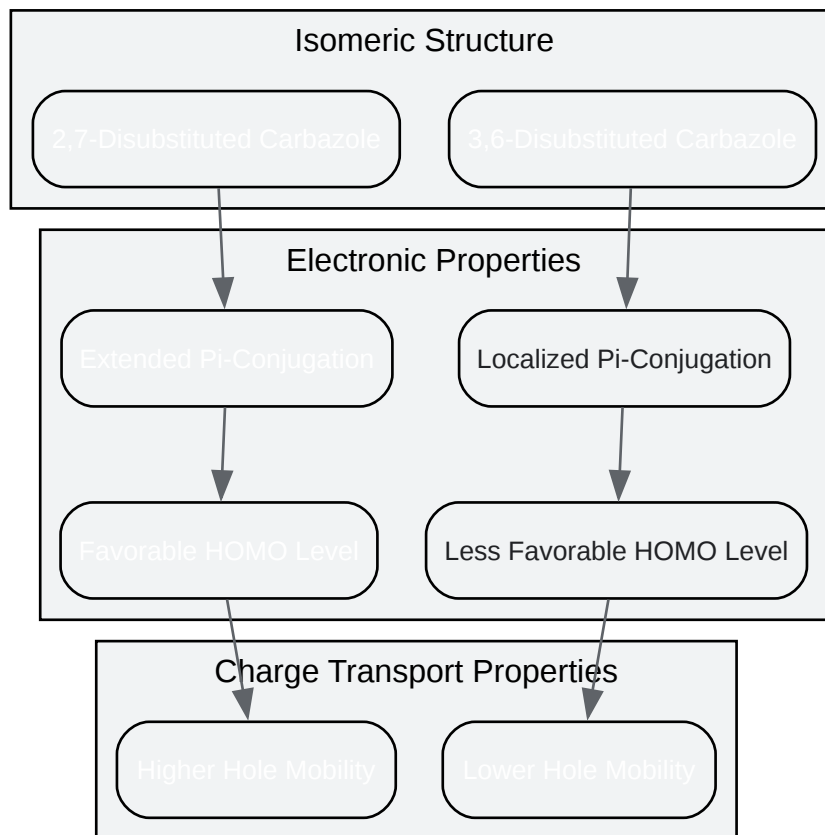 Isomeric Structure
2,7-Disubstituted Carbazole
3,6-Disubstituted Carbazole
Electronic Properties
Extended Pi-Conjugation
Localized Pi-Conjugation
Favorable HOMO Level
Less Favorable HOMO Level
Charge Transport Properties
Higher Hole Mobility
Lower Hole Mobility